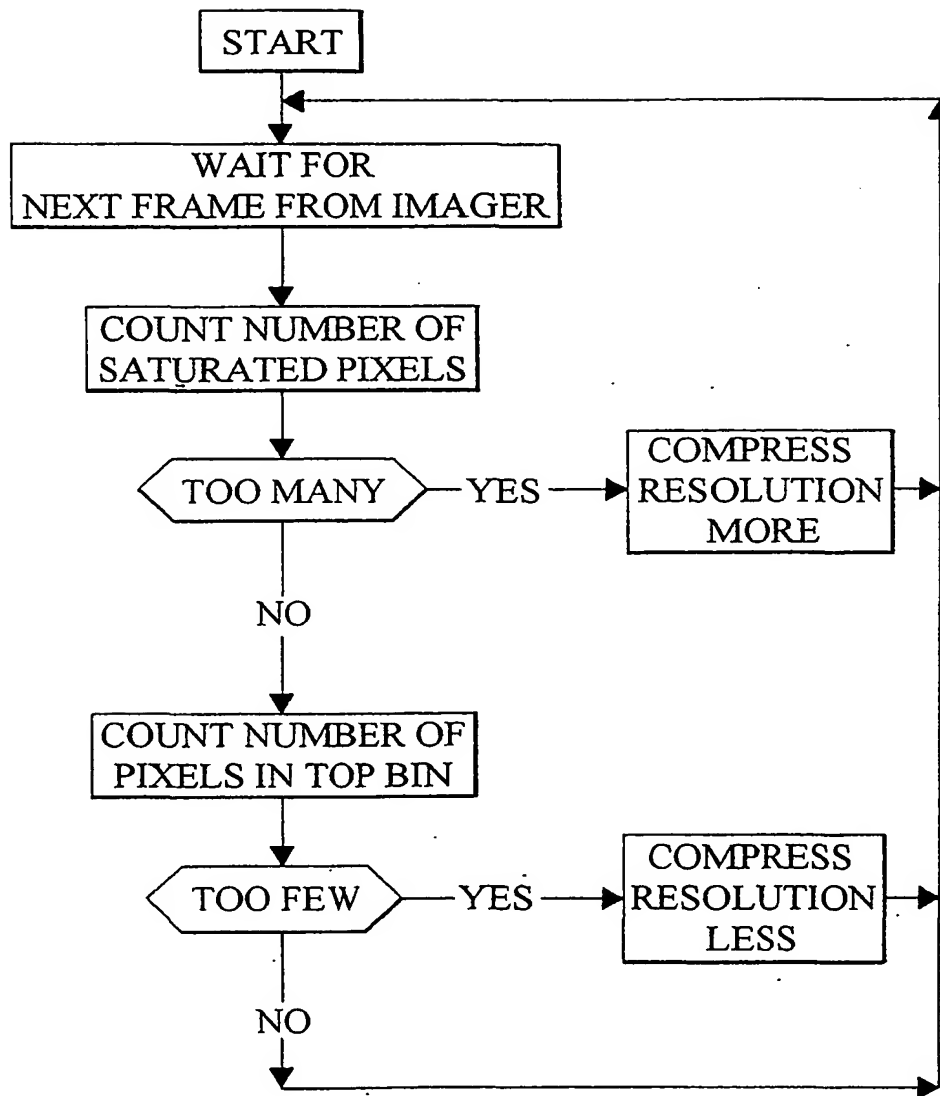 START
WAIT FOR
NEXT FRAME FROM IMAGER
COUNT NUMBER OF
SATURATED PIXELS
TOO MANY
YES
COMPRESS
RESOLUTION
MORE
NO
COUNT NUMBER OF
PIXELS IN TOP BIN
TOO FEW
YES
COMPRESS
RESOLUTION
LESS
NO